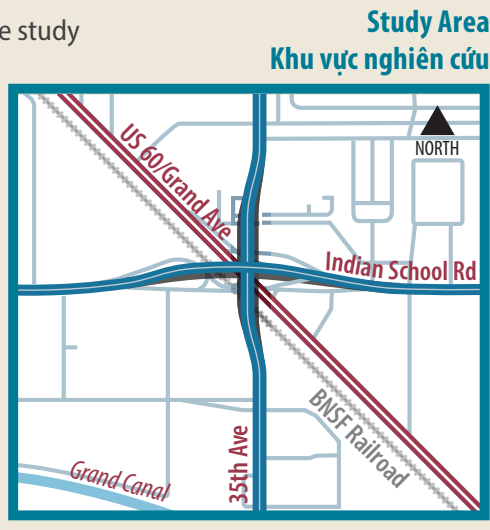 e study
Study Area
Khu vực nghiên cứu
NORTH
US 60/Grand Ave
Indian School Rd
BNSF Railroad
35th Ave
Grand Canal